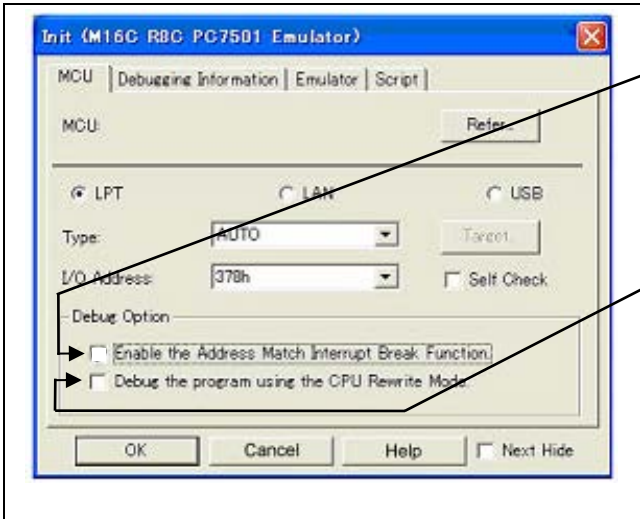 Init (M16C R8C PC7501 Emulator)
MCU Debugging Information Emulator Script
MCU: Refer...
LPT LAN USB
Type: AUTO Target...
I/O Address: 378h Self Check
Debug Option
Enable the Address Match Interrupt Break Function.
Debug the program using the CPU Rewrite Mode.
OK Cancel Help Next Hide